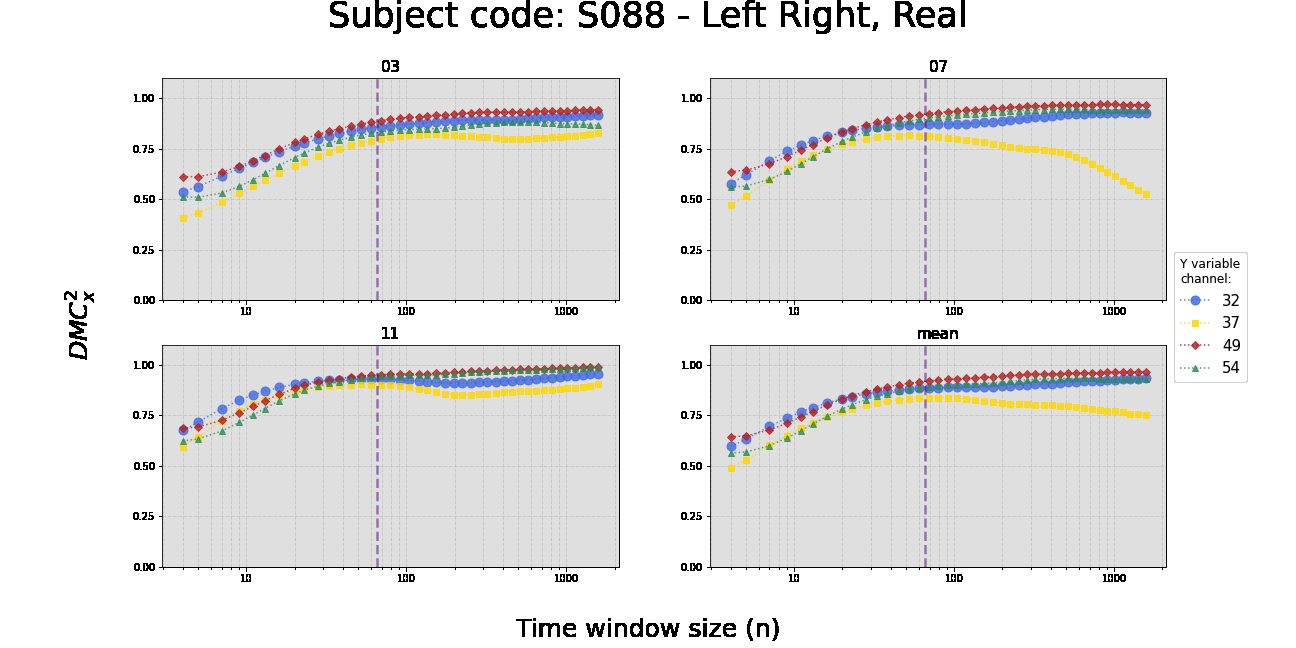 Subject code: S088 - Left Right, Real
03
1.00
0.75
0.50
0.25
0.00
10 100 1000
07
1.00
0.75
0.50
0.25
0.00
10 100 1000
11
1.00
0.75
0.50
0.25
0.00
10 100 1000
mean
1.00
0.75
0.50
0.25
0.00
10 100 1000
DMC²ₓ
Time window size (n)
Y variable
channel:
32
37
49
54